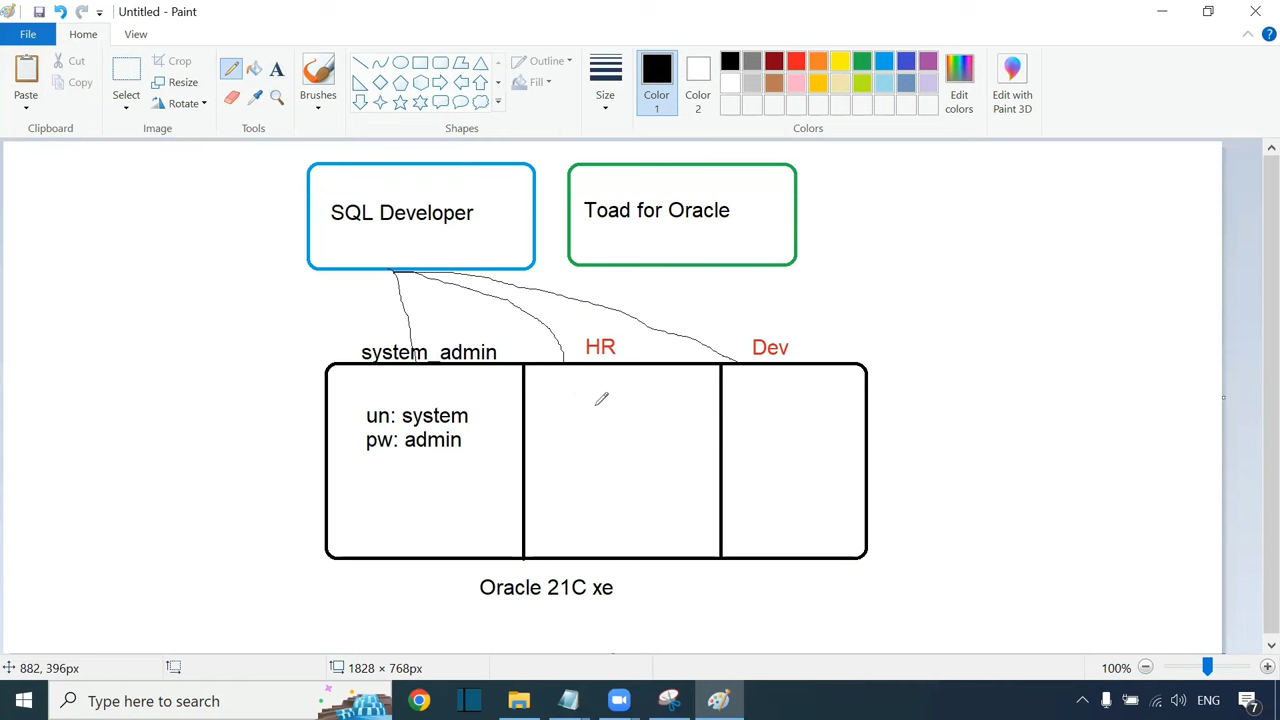 Untitled - Paint
File
Home
View
Paste
Cut
Copy
Clipboard
Select
Crop
Resize
Rotate
Image
Tools
Brushes
Shapes
Outline
Fill
Size
Color 1
Color 2
Edit colors
Edit with Paint 3D
Colors
SQL Developer
Toad for Oracle
system_admin
HR
Dev
un: system
pw: admin
Oracle 21C xe
882, 396px
1828 × 768px
100%
Type here to search
ENG
7